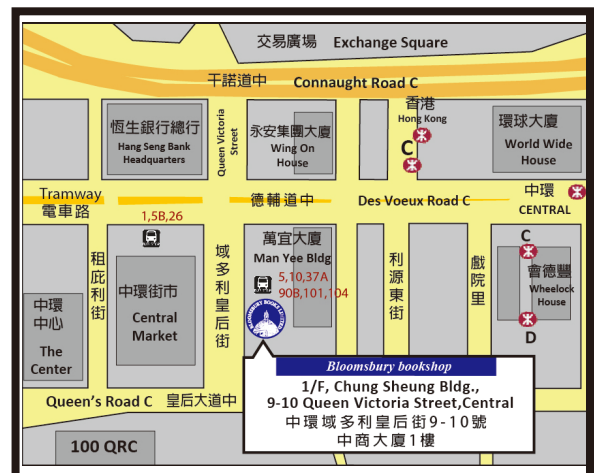 交易廣場 Exchange Square
干諾道中 Connaught Road C
香港
Hong Kong
C
恆生銀行總行
Hang Seng Bank
Headquarters
Queen Victoria
Street
永安集團大廈
Wing On
House
環球大廈
World Wide
House
Tramway
電車路
德輔道中 Des Voeux Road C
中環
CENTRAL
1,5B,26
租庇利街
中環街市
Central
Market
域多利皇后街
萬宜大廈
Man Yee Bldg
5,10,37A
90B,101,104
BLOOMSBURY BOOKS LIMITED
利源東街
戲院里
C
會德豐
Wheelock
House
D
中環
中心
The
Center
Bloomsbury bookshop
1/F, Chung Sheung Bldg.,
9-10 Queen Victoria Street,Central
中環域多利皇后街9-10號
中商大廈1樓
Queen's Road C 皇后大道中
100 QRC